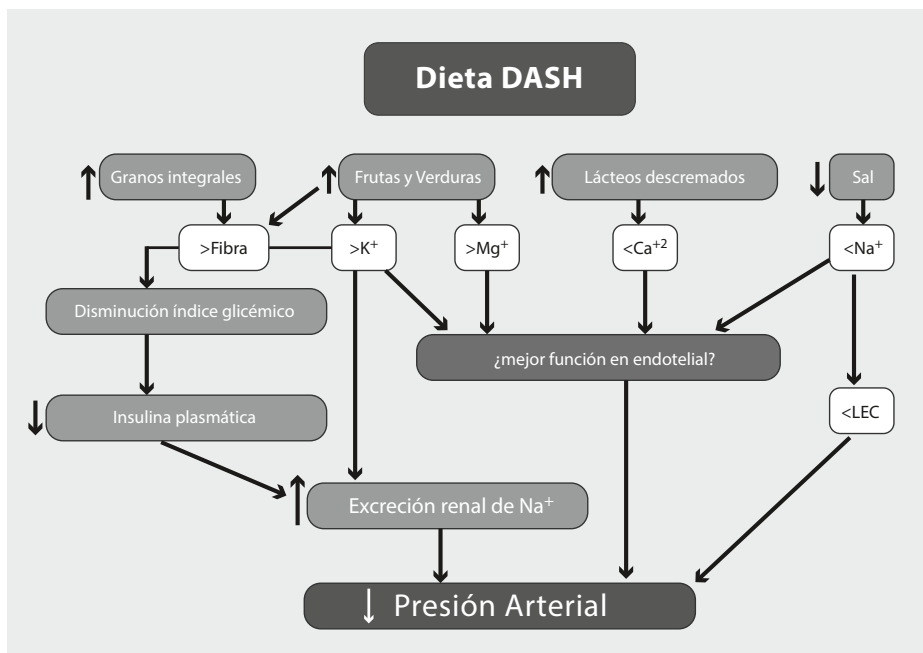 Dieta DASH
Granos integrales
Frutas y Verduras
Lácteos descremados
Sal
>Fibra
>K⁺
>Mg⁺
<Ca⁺²
<Na⁺
Disminución índice glicémico
¿mejor función en endotelial?
Insulina plasmática
<LEC
Excreción renal de Na⁺
Presión Arterial